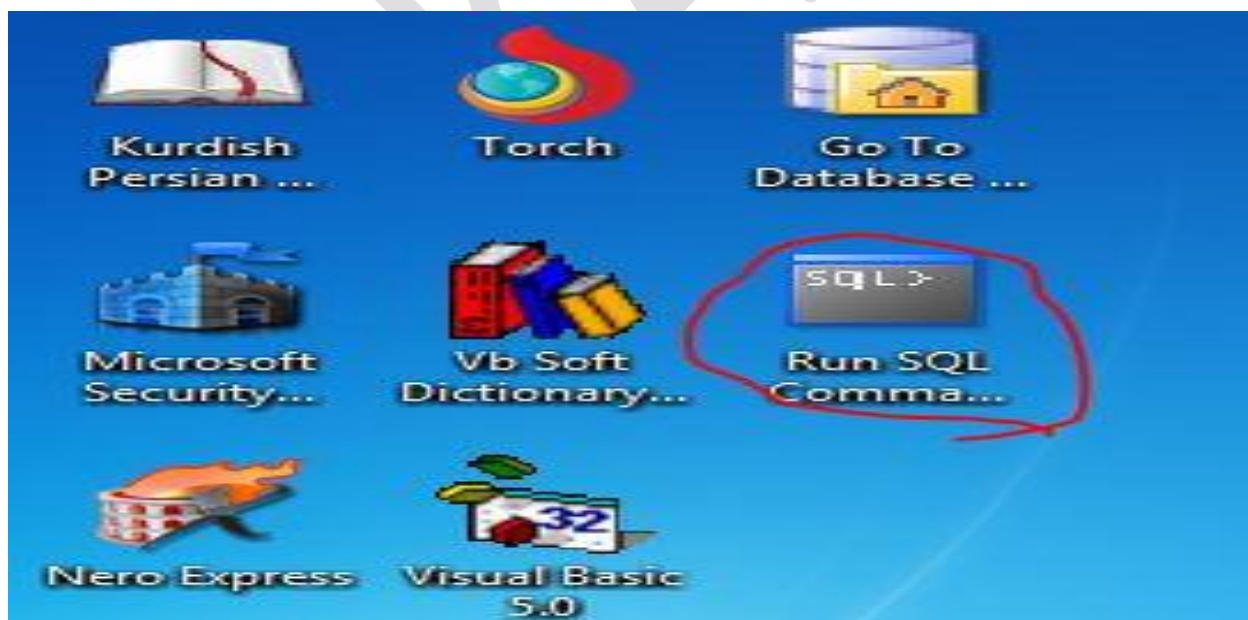 Kurdish
Persian ...
Torch
Go To
Database ...
Microsoft
Security...
Vb Soft
Dictionary...
SQL>
Run SQL
Comma...
Nero Express
32
Visual Basic
5.0